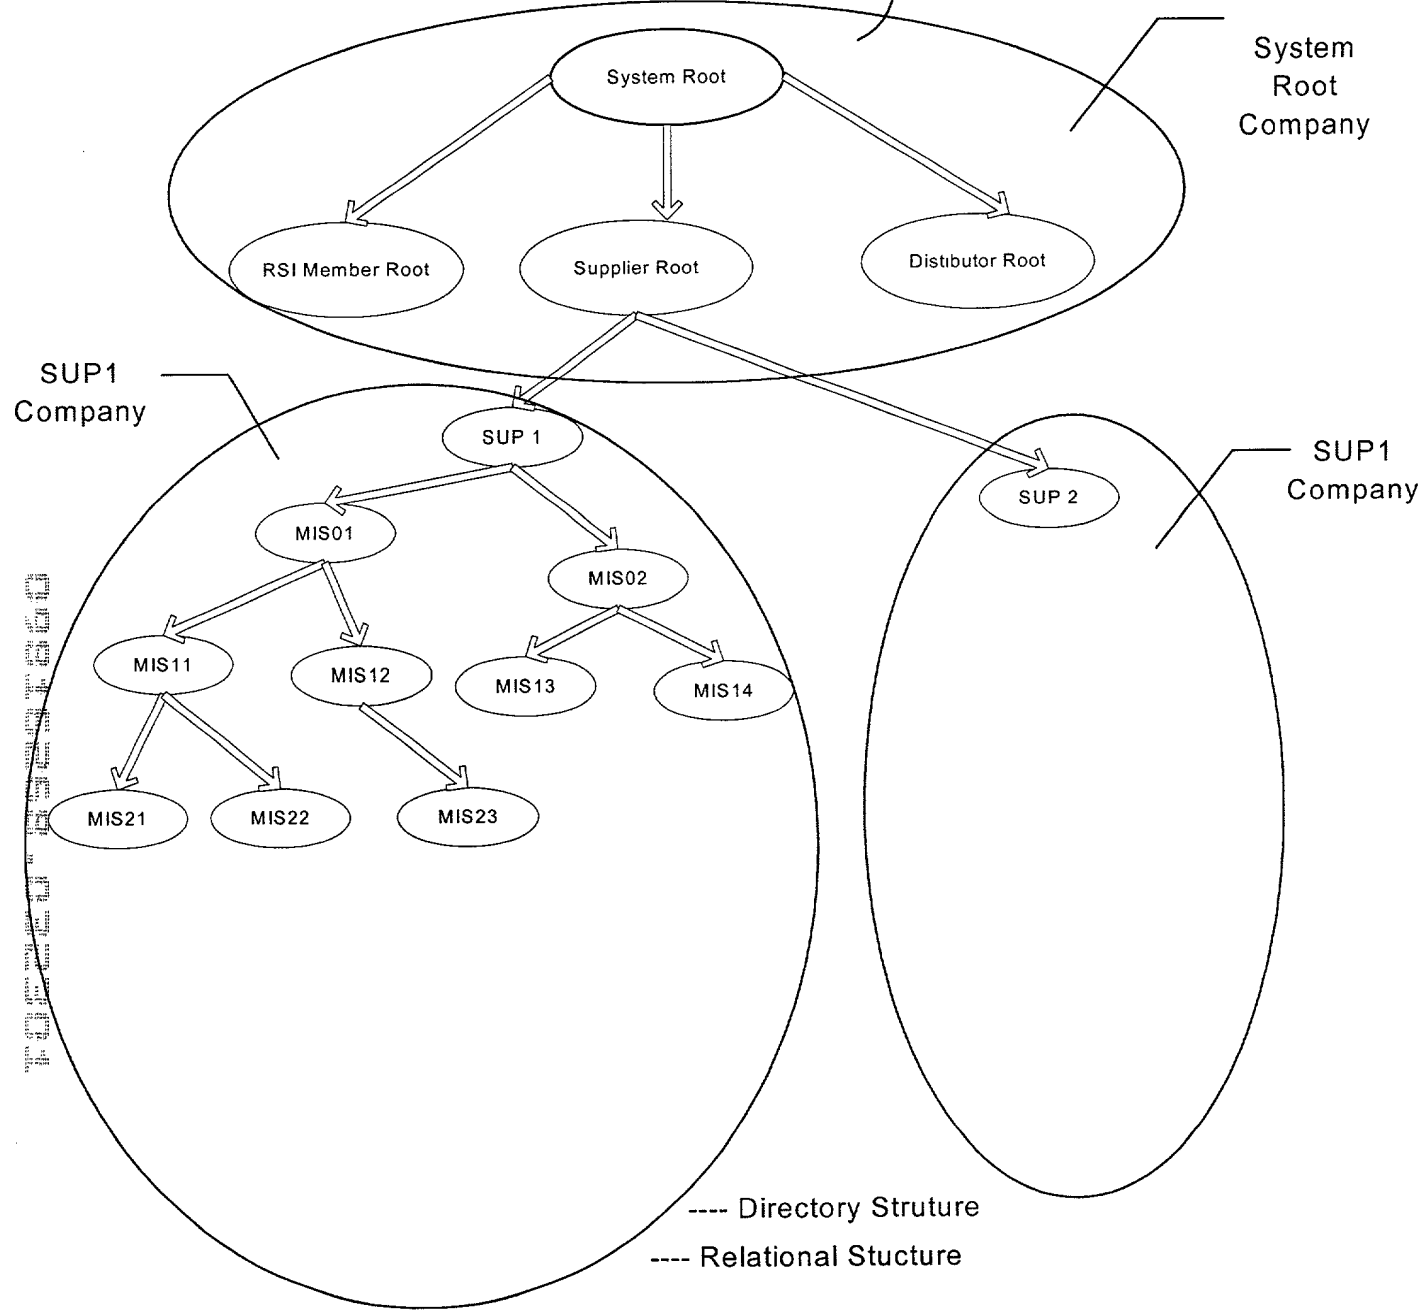 System Root
System
Root
Company
RSI Member Root
Supplier Root
Distibutor Root
SUP1
Company
SUP 1
SUP1
Company
SUP 2
MIS01
MIS02
MIS11
MIS12
MIS13
MIS14
MIS21
MIS22
MIS23
---- Directory Struture
---- Relational Stucture